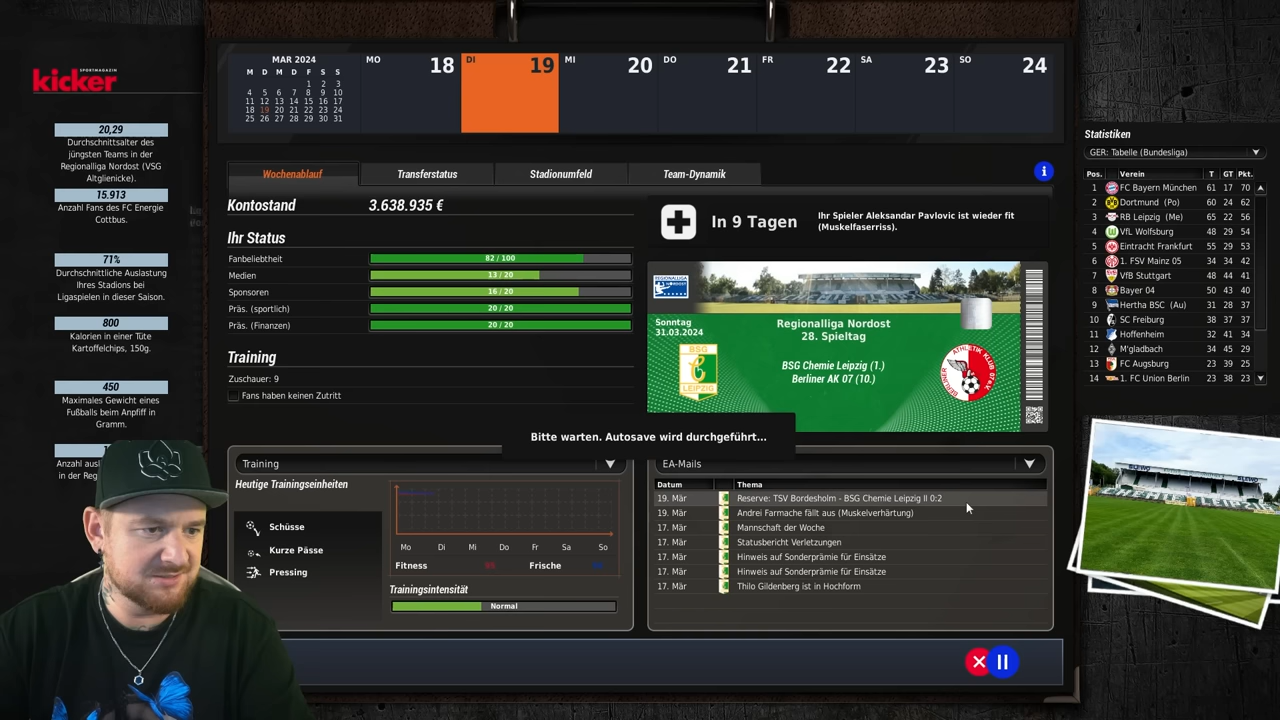 SPORTMAGAZIN
kicker
20,29
Durchschnittsalter des
jüngsten Teams in der
Regionalliga Nordost (VSG
Altglienicke).
15.913
Anzahl Fans des FC Energie
Cottbus.
71%
Durchschnittliche Auslastung
Ihres Stadions bei
Ligaspielen in dieser Saison.
800
Kalorien in einer Tüte
Kartoffelchips, 150g.
450
Maximales Gewicht eines
Fußballs beim Anpfiff in
Gramm.
Anzahl
in der Reg
MAR 2024
M D M D F S S
1 2 3
4 5 6 7 8 9 10
11 12 13 14 15 16 17
18 19 20 21 22 23 24
25 26 27 28 29 30 31
MO 18
DI 19
MI 20
DO 21
FR 22
SA 23
SO 24
Wochenablauf Transferstatus Stadionumfeld Team-Dynamik
i
Kontostand 3.638.935 €
Ihr Status
Fanbeliebtheit 82 / 100
Medien 13 / 20
Sponsoren 16 / 20
Präs. (sportlich) 20 / 20
Präs. (Finanzen) 20 / 20
Training
Zuschauer: 9
Fans haben keinen Zutritt
In 9 Tagen
Ihr Spieler Aleksandar Pavlovic ist wieder fit
(Muskelfaserriss).
REGIONALLIGA
NORDOST
Sonntag
31.03.2024
Regionalliga Nordost
28. Spieltag
BSG Chemie Leipzig (1.)
Berliner AK 07 (10.)
BSG
LEIPZIG
Bitte warten. Autosave wird durchgeführt...
Training
Heutige Trainingseinheiten
Schüsse
Kurze Pässe
Pressing
Mo Di Mi Do Fr Sa So
Fitness
Frische
Trainingsintensität
Normal
EA-Mails
Datum Thema
19. Mär Reserve: TSV Bordesholm - BSG Chemie Leipzig II 0:2
19. Mär Andrei Farmache fällt aus (Muskelverhärtung)
17. Mär Mannschaft der Woche
17. Mär Statusbericht Verletzungen
17. Mär Hinweis auf Sonderprämie für Einsätze
17. Mär Hinweis auf Sonderprämie für Einsätze
17. Mär Thilo Gildenberg ist in Hochform
Statistiken
GER: Tabelle (Bundesliga)
Pos. Verein T GT Pkt.
1 FC Bayern München 61 17 70
2 Dortmund (Po) 60 24 62
3 RB Leipzig (Me) 65 22 56
4 VfL Wolfsburg 48 29 54
5 Eintracht Frankfurt 55 29 53
6 1. FSV Mainz 05 34 34 42
7 VfB Stuttgart 48 44 41
8 Bayer 04 50 43 40
9 Hertha BSC (Au) 31 28 37
10 SC Freiburg 38 37 37
11 Hoffenheim 32 41 34
12 M'gladbach 34 45 29
13 FC Augsburg 23 39 25
14 1. FC Union Berlin 23 38 23